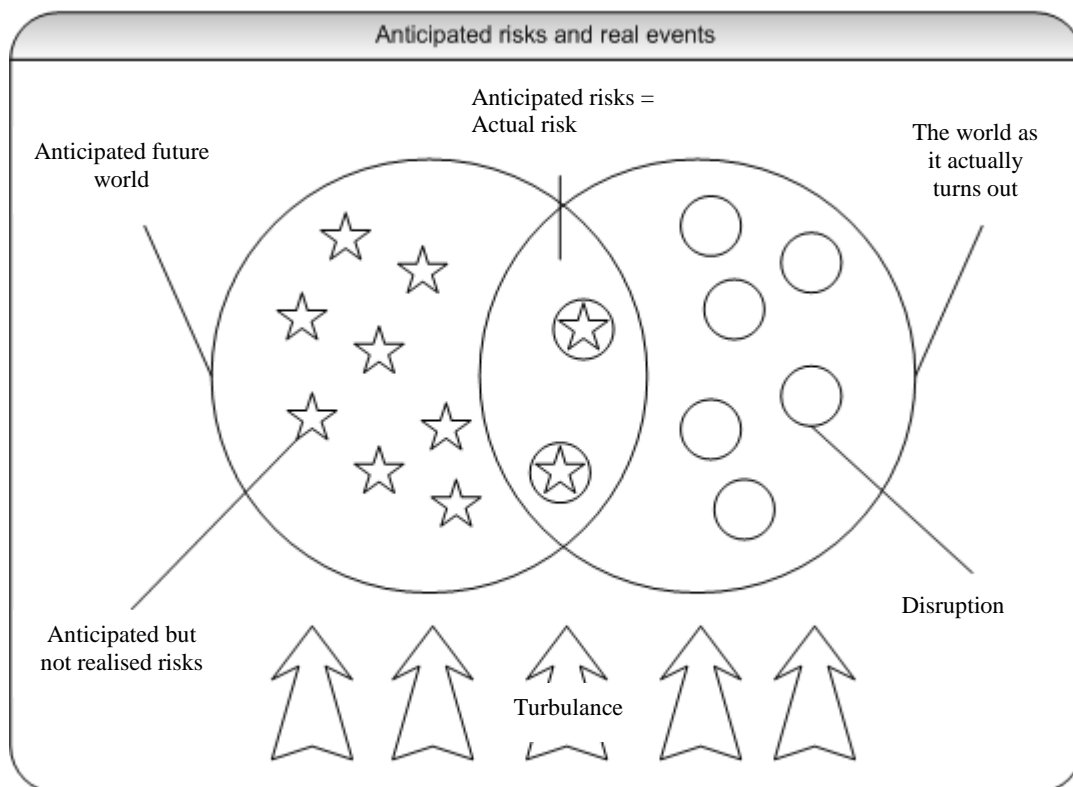 Anticipated risks and real events
Anticipated risks =
Actual risk
Anticipated future
world
The world as
it actually
turns out
Anticipated but
not realised risks
Disruption
Turbulance